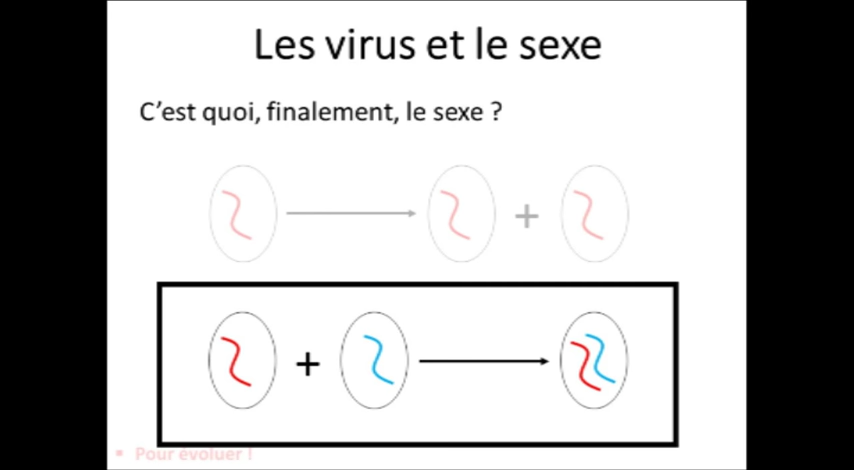 Les virus et le sexe
C’est quoi, finalement, le sexe ?
+
+
▪ Pour évoluer !